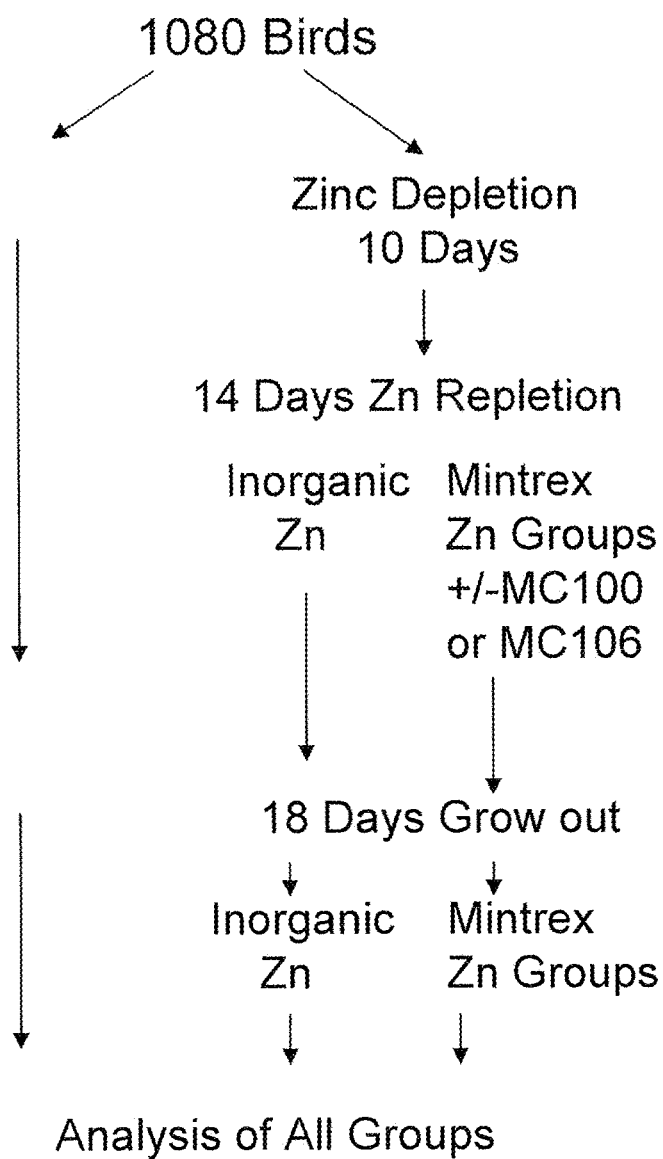 1080 Birds
Zinc Depletion
10 Days
14 Days Zn Repletion
Inorganic
Zn
Mintrex
Zn Groups
+/-MC100
or MC106
18 Days Grow out
Inorganic
Zn
Mintrex
Zn Groups
Analysis of All Groups